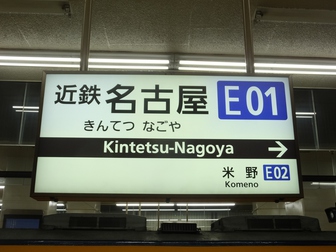 近鉄 名古屋 E01
きんてつ なごや
Kintetsu-Nagoya →
米野 E02
Komeno